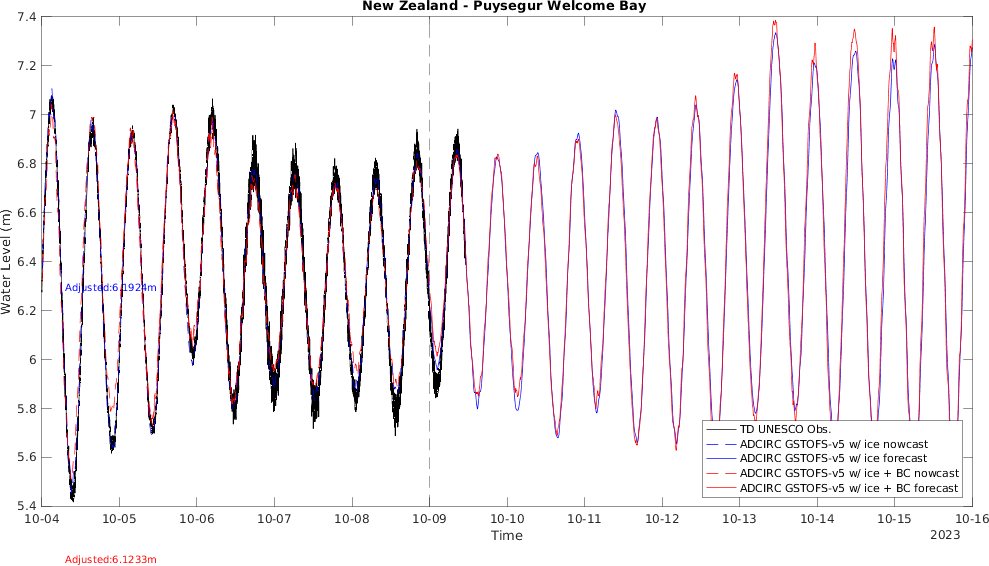 New Zealand - Puysegur Welcome Bay
7.4
7.2
7
6.8
6.6
6.4
6.2
6
5.8
5.6
5.4
Water Level (m)
Adjusted:6.1924m
TD UNESCO Obs.
ADCIRC GSTOFS-v5 w/ ice nowcast
ADCIRC GSTOFS-v5 w/ ice forecast
ADCIRC GSTOFS-v5 w/ ice + BC nowcast
ADCIRC GSTOFS-v5 w/ ice + BC forecast
10-04 10-05 10-06 10-07 10-08 10-09 10-10 10-11 10-12 10-13 10-14 10-15 10-16
Time 2023
Adjusted:6.1233m